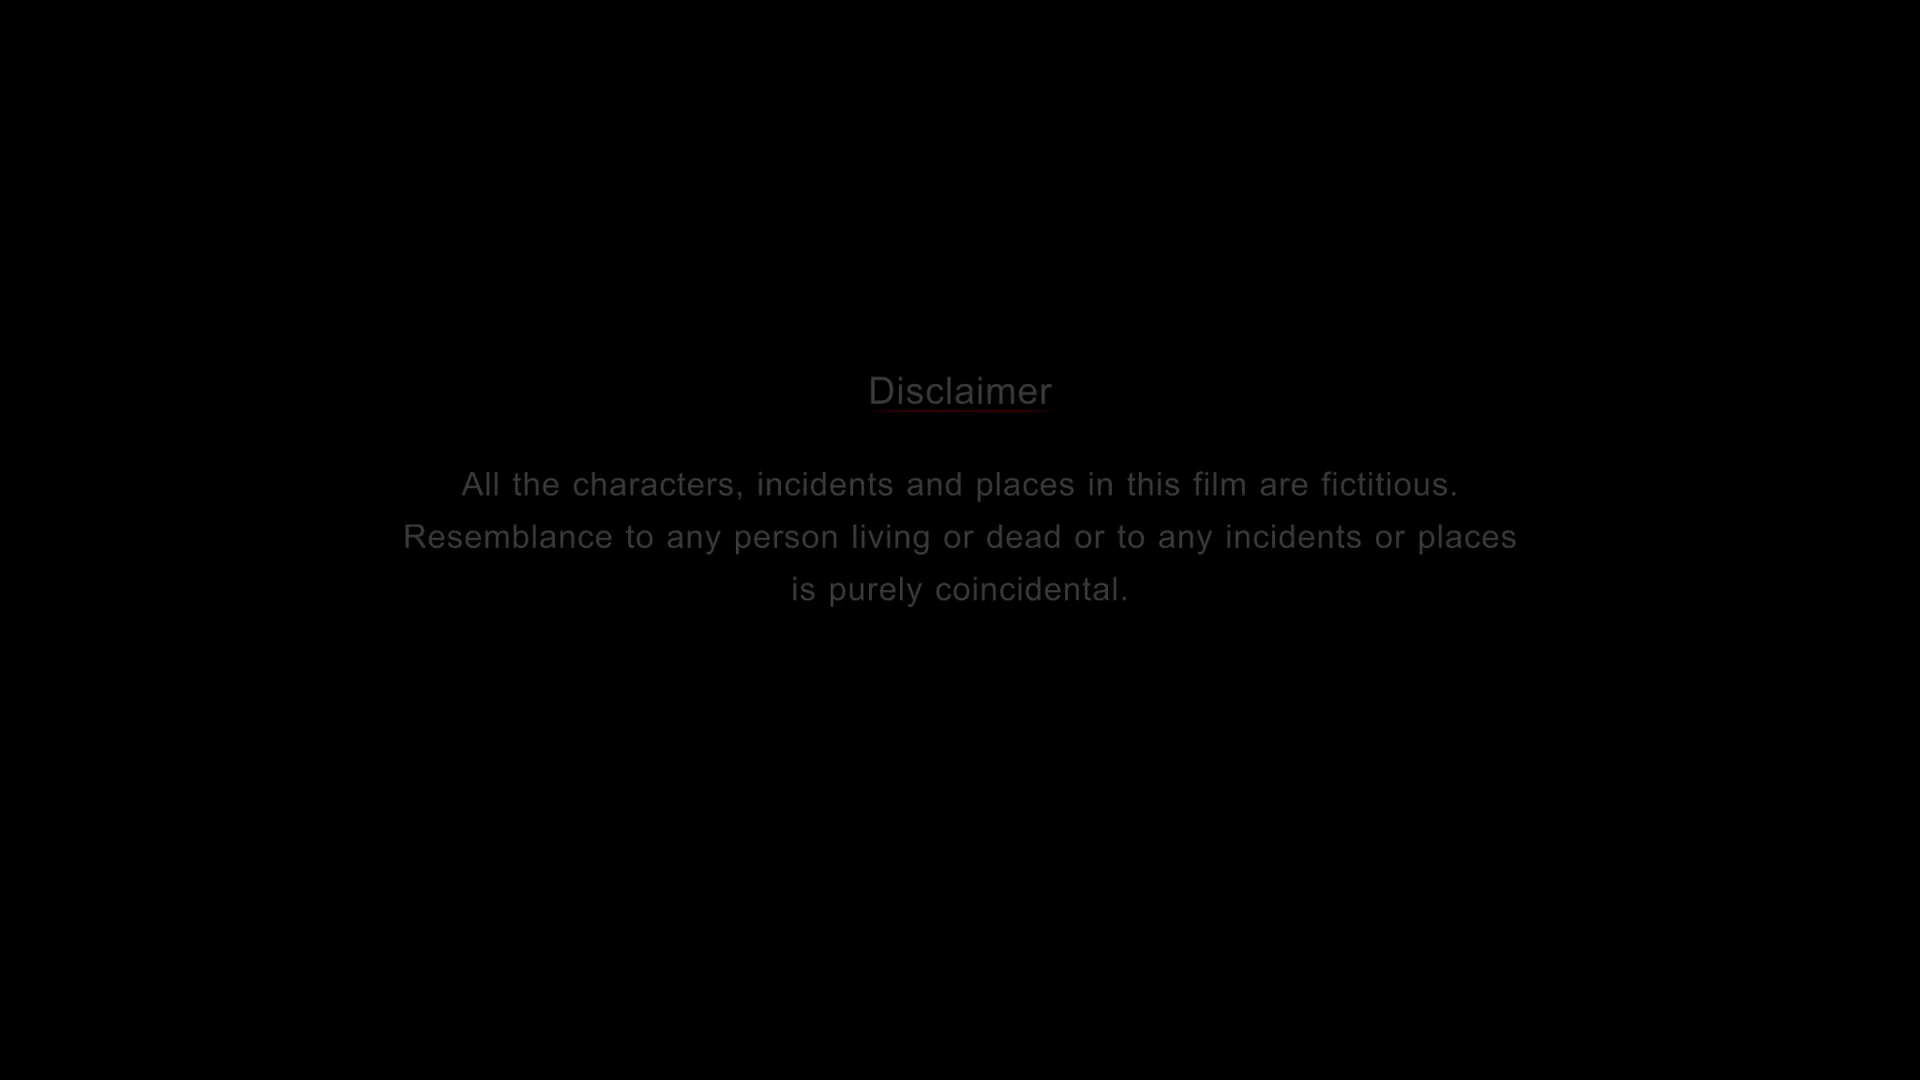 Disclaimer
All the characters, incidents and places in this film are fictitious.
Resemblance to any person living or dead or to any incidents or places
is purely coincidental.